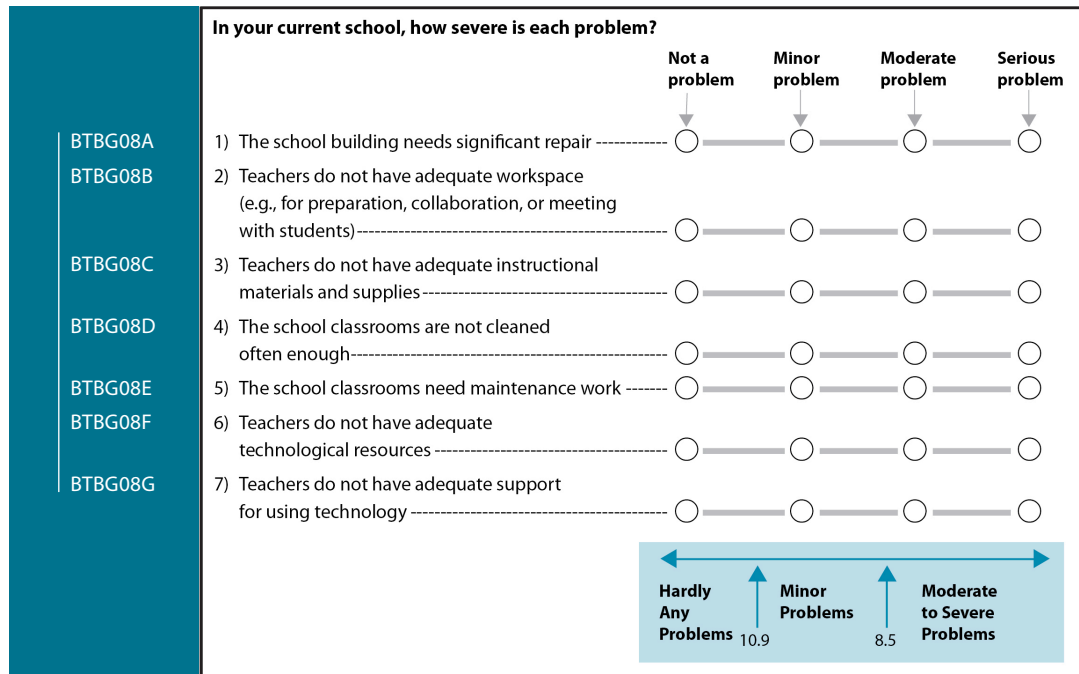 In your current school, how severe is each problem?
Not a problem
Minor problem
Moderate problem
Serious problem
BTBG08A 1) The school building needs significant repair
BTBG08B 2) Teachers do not have adequate workspace
(e.g., for preparation, collaboration, or meeting
with students)
BTBG08C 3) Teachers do not have adequate instructional
materials and supplies
BTBG08D 4) The school classrooms are not cleaned
often enough
BTBG08E 5) The school classrooms need maintenance work
BTBG08F 6) Teachers do not have adequate
technological resources
BTBG08G 7) Teachers do not have adequate support
for using technology
Hardly
Any
Problems
10.9
Minor
Problems
8.5
Moderate
to Severe
Problems